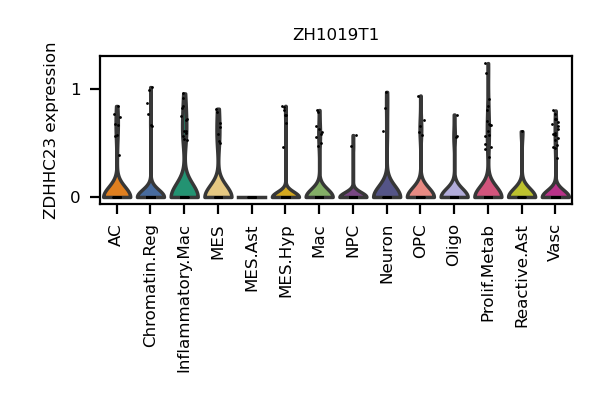 ZH1019T1
ZDHHC23 expression
1
0
AC
Chromatin.Reg
Inflammatory.Mac
MES
MES.Ast
MES.Hyp
Mac
NPC
Neuron
OPC
Oligo
Prolif.Metab
Reactive.Ast
Vasc